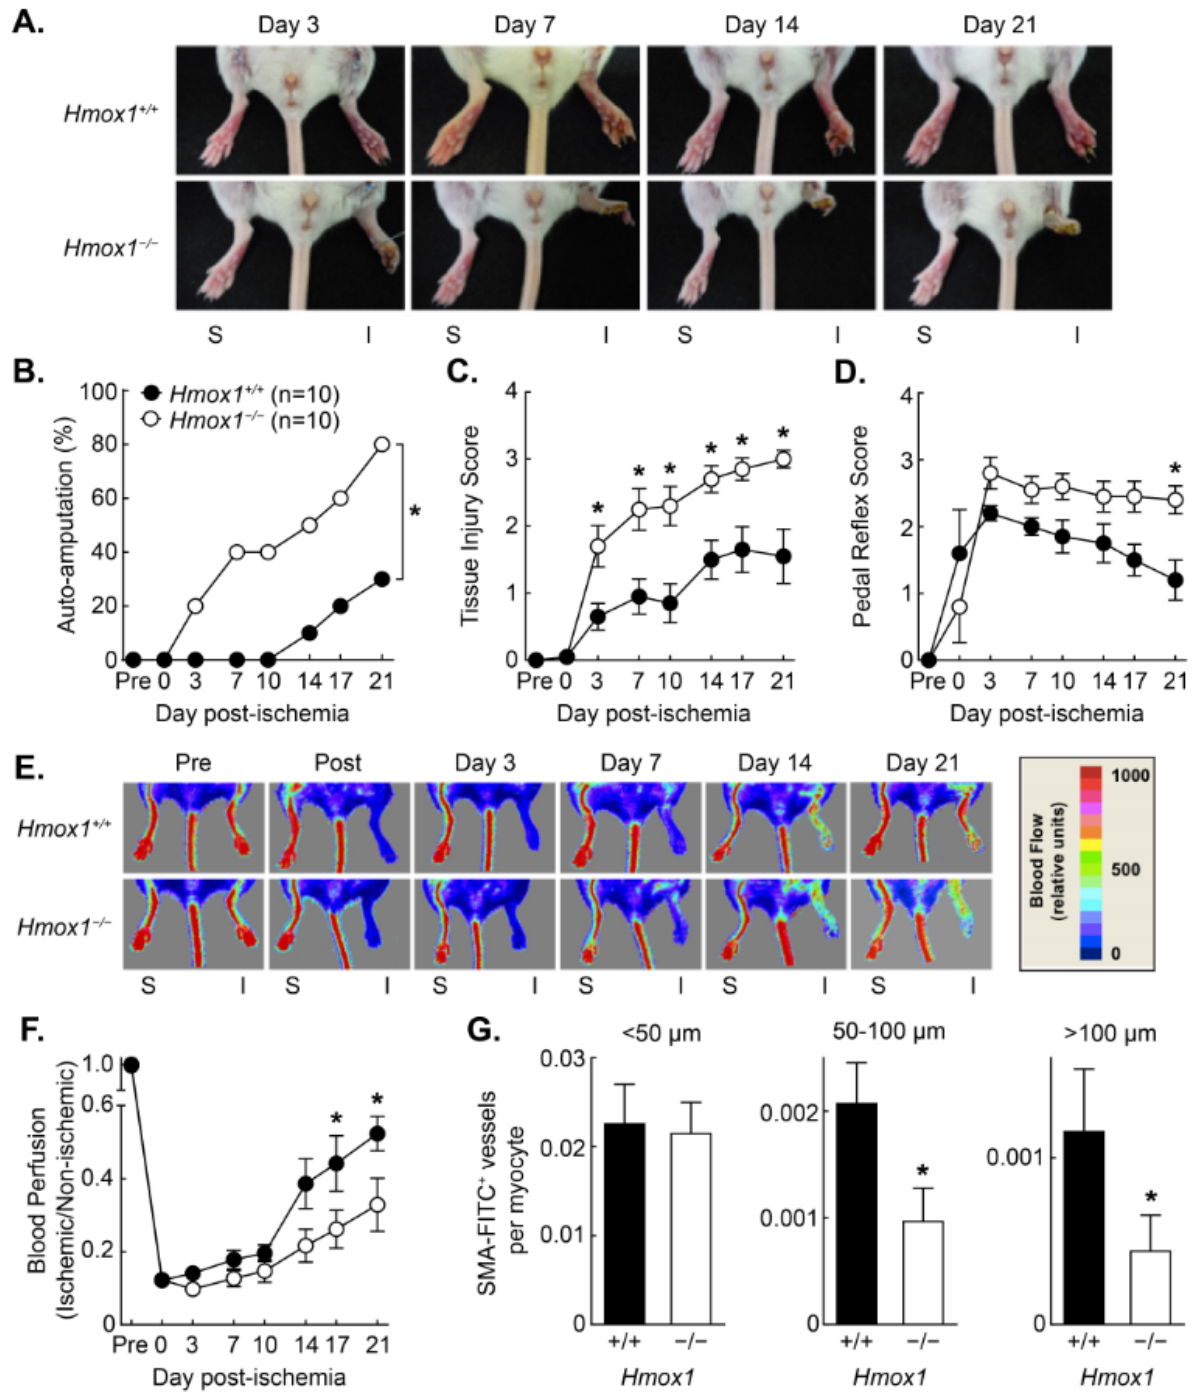 A.
Day 3 Day 7 Day 14 Day 21
Hmox1+/+
Hmox1−/−
S I S I S I S I
B.
Auto-amputation (%)
100
80
60
40
20
0
Hmox1+/+ (n=10)
Hmox1−/− (n=10)
*
Pre 0 3 7 10 14 17 21
Day post-ischemia
C.
Tissue Injury Score
4
3
2
1
0
* * * * * *
Pre 0 3 7 10 14 17 21
Day post-ischemia
D.
Pedal Reflex Score
4
3
2
1
0
*
Pre 0 3 7 10 14 17 21
Day post-ischemia
E.
Pre Post Day 3 Day 7 Day 14 Day 21
Hmox1+/+
Hmox1−/−
S I S I S I S I S I S I
Blood Flow
(relative units)
1000
500
0
F.
Blood Perfusion
(Ischemic/Non-ischemic)
1.0
0.6
0.4
0.2
0
* *
Pre 0 3 7 10 14 17 21
Day post-ischemia
G.
SMA-FITC+ vessels
per myocyte
<50 µm
0.03
0.02
0.01
0
+/+ −/−
Hmox1
50-100 µm
0.002
0.001
0
*
+/+ −/−
Hmox1
>100 µm
0.001
0
*
+/+ −/−
Hmox1